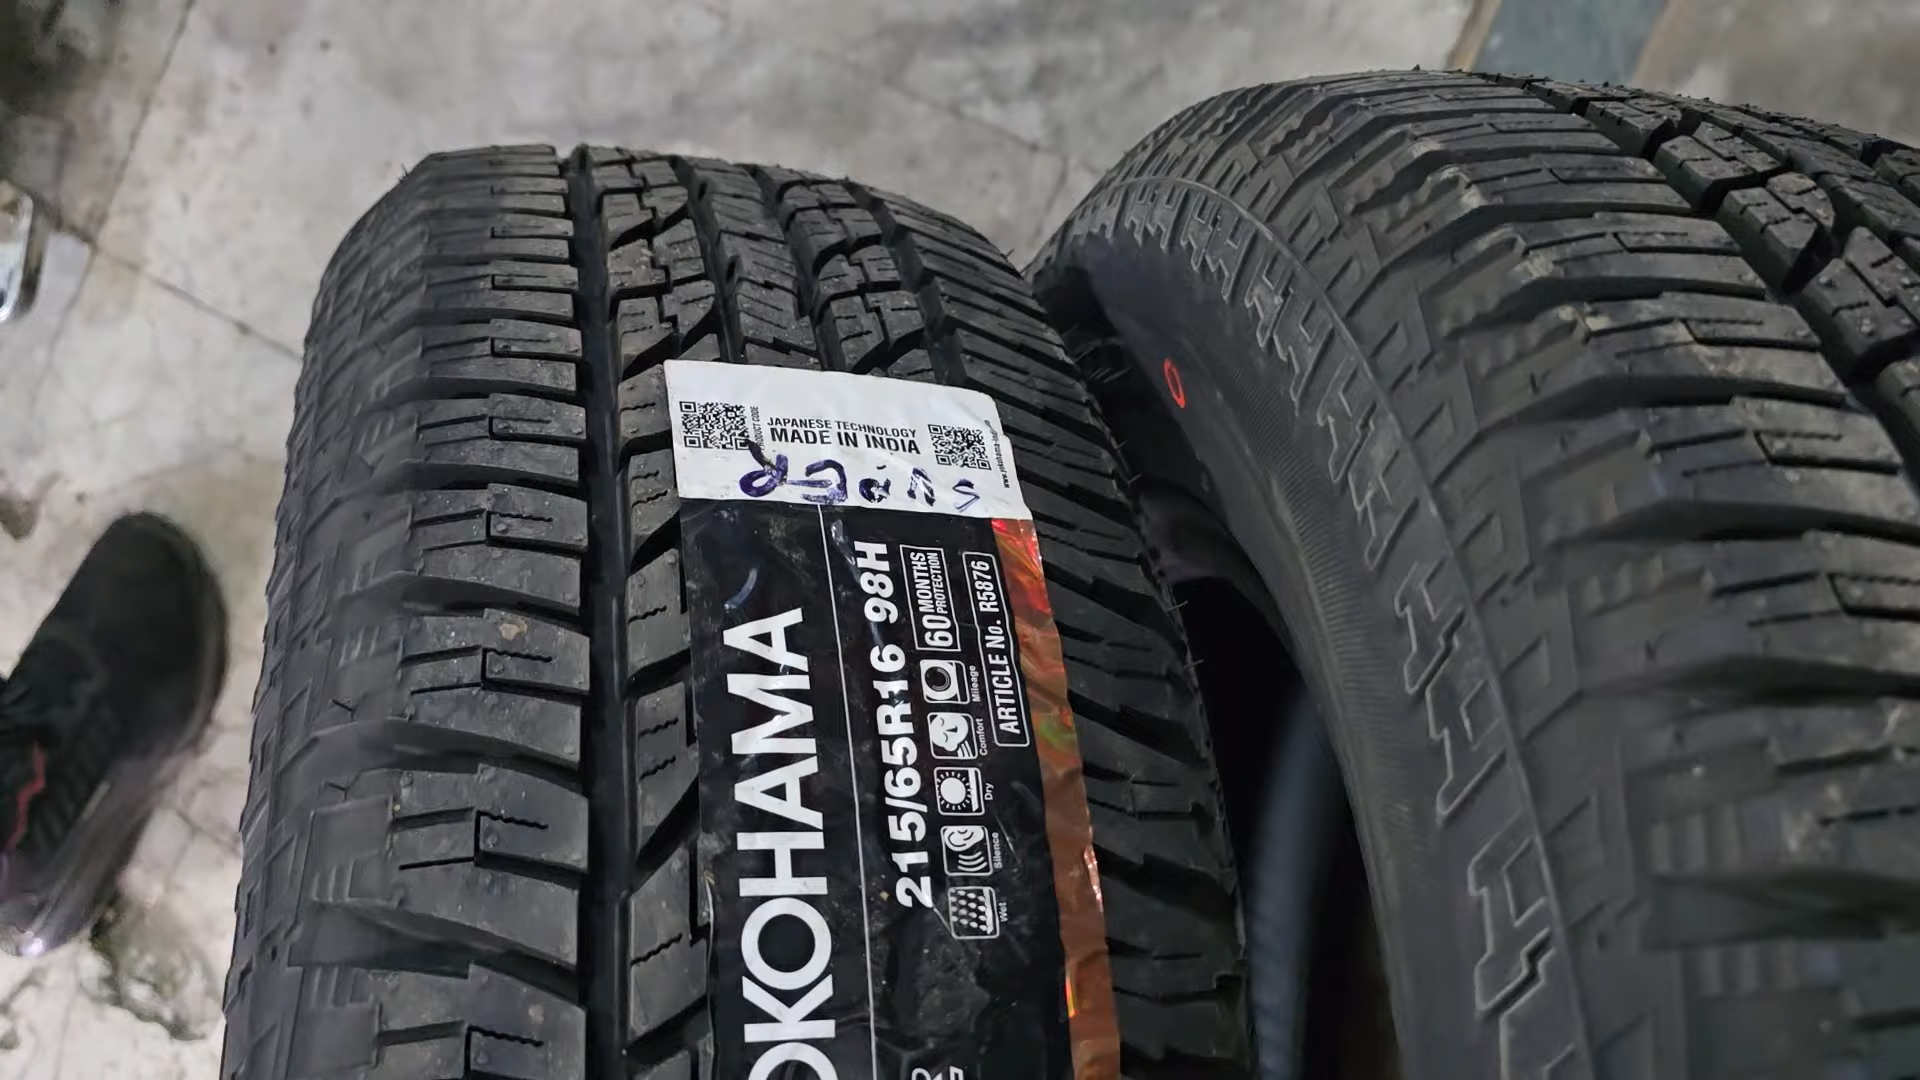 PRODUCT CODE
JAPANESE TECHNOLOGY
MADE IN INDIA
YOKOHAMA
215/65R16 98H
60 MONTHS
PROTECTION
ARTICLE No. R5876
Mileage
Comfort
Dry
Silence
Wet